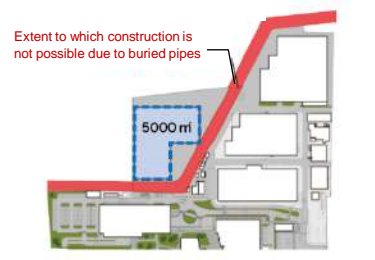 Extent to which construction is
not possible due to buried pipes
5000㎡